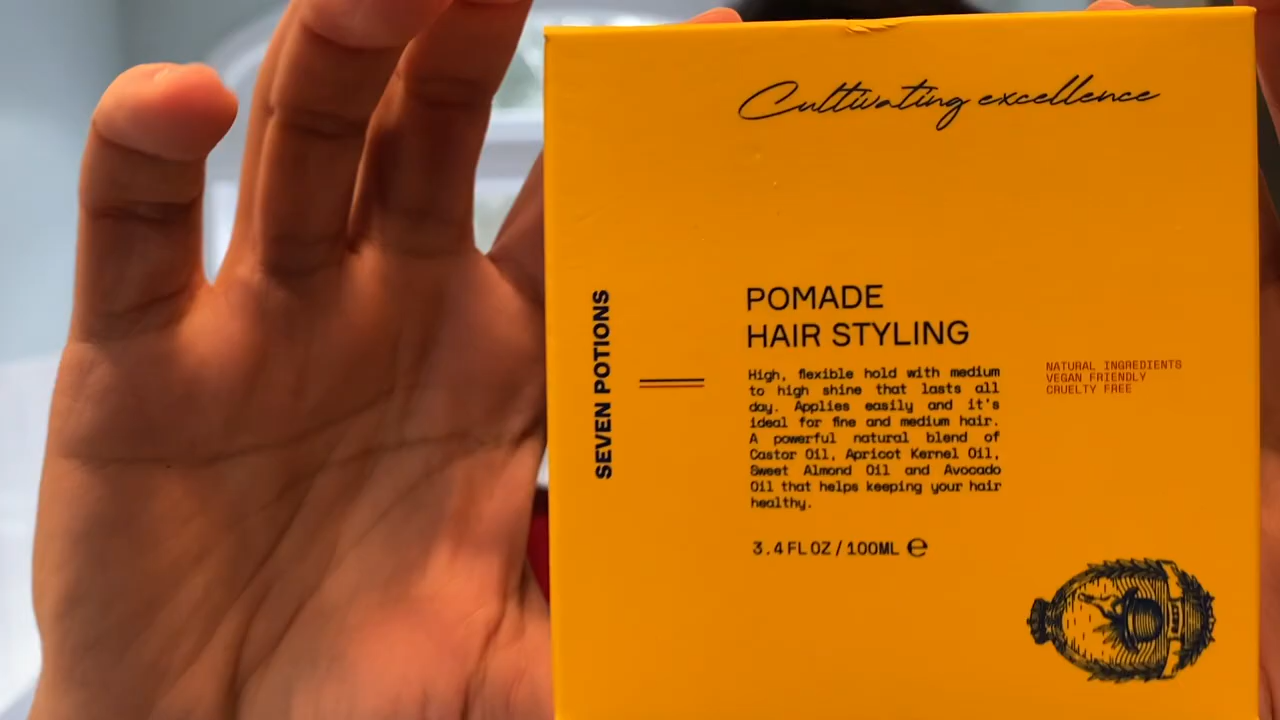 Cultivating excellence
SEVEN POTIONS
POMADE
HAIR STYLING
High, flexible hold with medium
to high shine that lasts all
day. Applies easily and it's
ideal for fine and medium hair.
A powerful natural blend of
Castor Oil, Apricot Kernel Oil,
Sweet Almond Oil and Avocado
Oil that helps keeping your hair
healthy.
NATURAL INGREDIENTS
VEGAN FRIENDLY
CRUELTY FREE
3.4 FL OZ / 100ML ℮